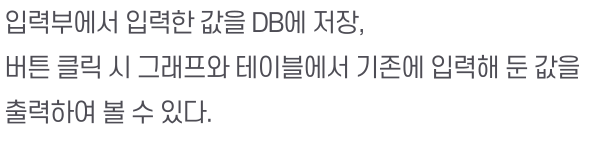 입력부에서 입력한 값을 DB에 저장,
버튼 클릭 시 그래프와 테이블에서 기존에 입력해 둔 값을
출력하여 볼 수 있다.